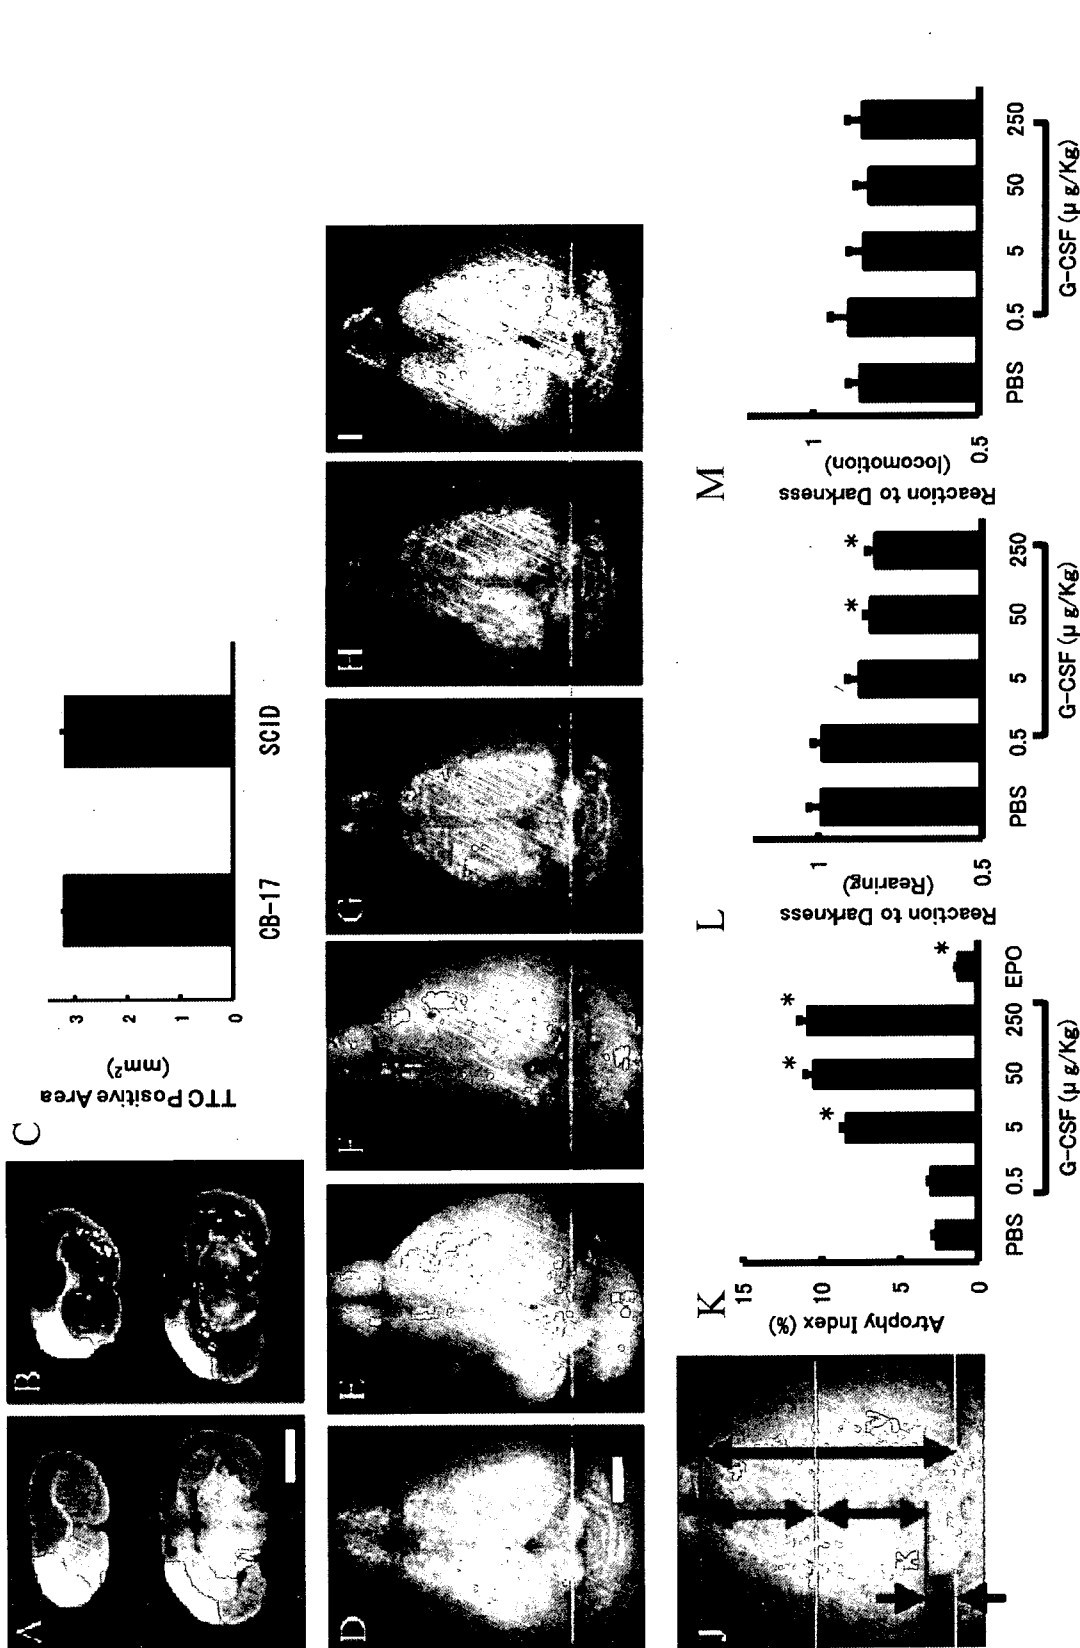 A
B
C
TTC Positive Area
(mm²)
3
2
1
0
CB-17
SCID
D
E
F
G
H
I
J
K
Atrophy Index (%)
15
10
5
0
* * * *
PBS 0.5 5 50 250 EPO
G-CSF (μ g/Kg)
L
Reaction to Darkness
(Rearing)
1
0.5
* *
PBS 0.5 5 50 250
G-CSF (μ g/Kg)
M
Reaction to Darkness
(locomotion)
1
0.5
PBS 0.5 5 50 250
G-CSF (μ g/Kg)